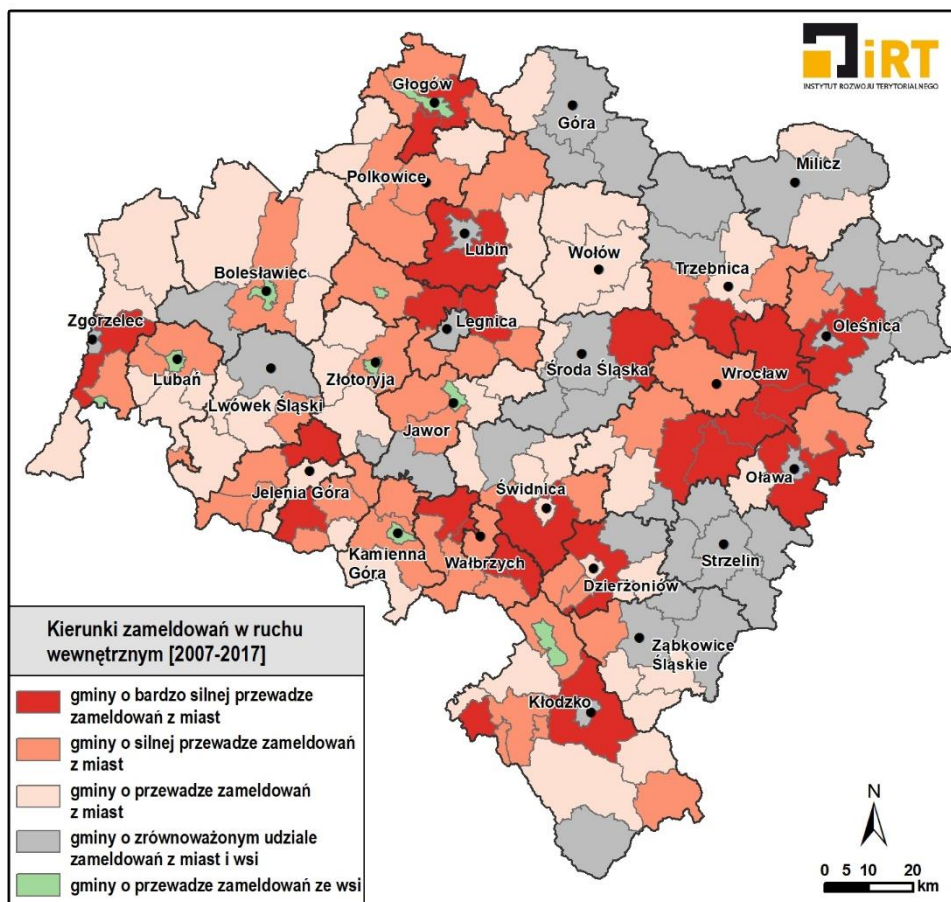 iRT
INSTYTUT ROZWOJU TERYTORIALNEGO
Głogów
Góra
Milicz
Polkowice
Lubin
Wołów
Trzebnica
Bolesławiec
Zgorzelec
Legnica
Oleśnica
Lubań
Złotoryja
Środa Śląska
Wrocław
Lwówek Śląski
Jawor
Oława
Jelenia Góra
Świdnica
Strzelin
Kamienna
Góra
Wałbrzych
Dzierżoniów
Ząbkowice
Śląskie
Kłodzko
Kierunki zameldowań w ruchu
wewnętrznym [2007-2017]
gminy o bardzo silnej przewadze
zameldowań z miast
gminy o silnej przewadze zameldowań
z miast
gminy o przewadze zameldowań
z miast
gminy o zrównoważonym udziale
zameldowań z miast i wsi
gminy o przewadze zameldowań ze wsi
N
0 5 10 20
km